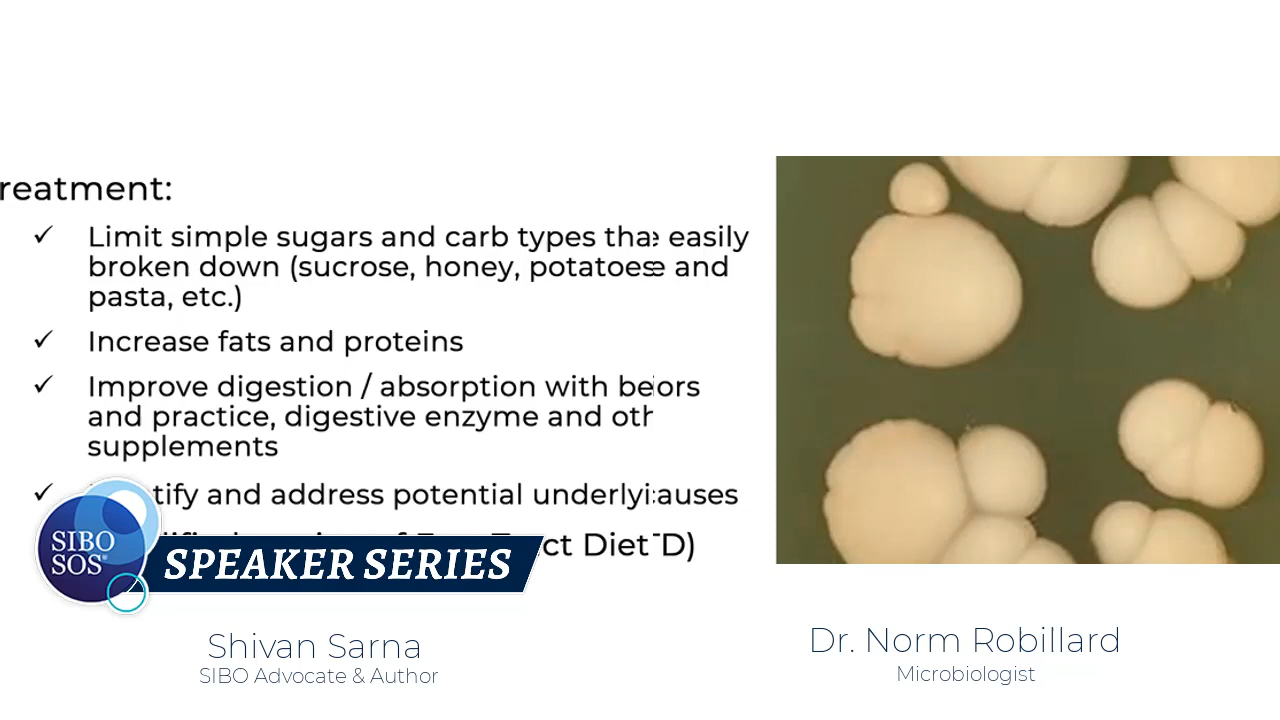 reatment:
✓ Limit simple sugars and carb types tha easily
broken down (sucrose, honey, potatoes and
pasta, etc.)
✓ Increase fats and proteins
✓ Improve digestion / absorption with be ors
and practice, digestive enzyme and oth
supplements
✓ tify and address potential underlyi auses
ct Diet D)
SIBO
SOS®
SPEAKER SERIES
Shivan Sarna
SIBO Advocate & Author
Dr. Norm Robillard
Microbiologist